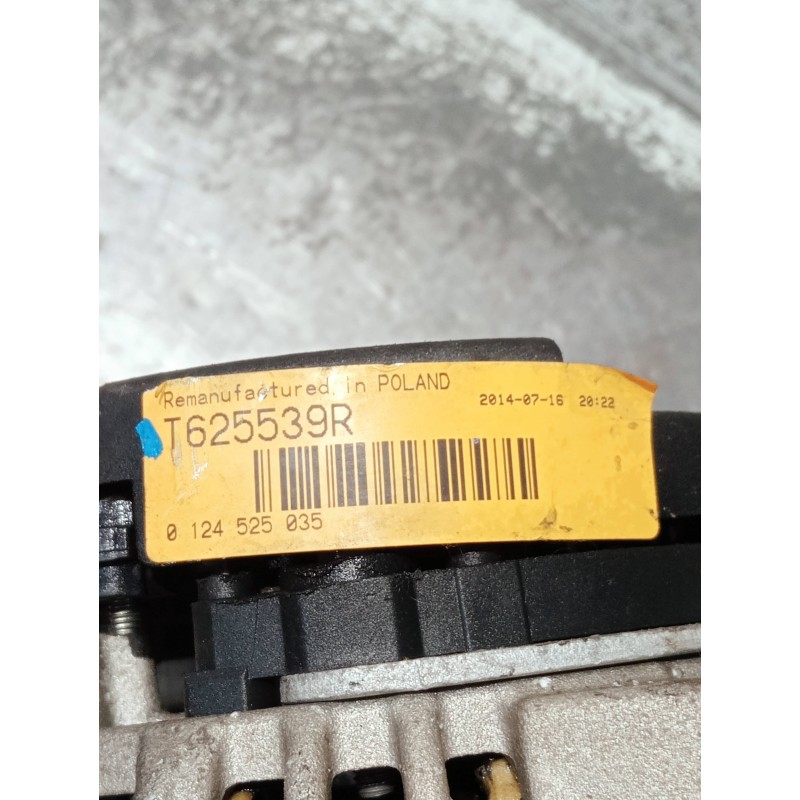 Remanufactured in POLAND
2014-07-16 20:22
T625539R
0 124 525 035